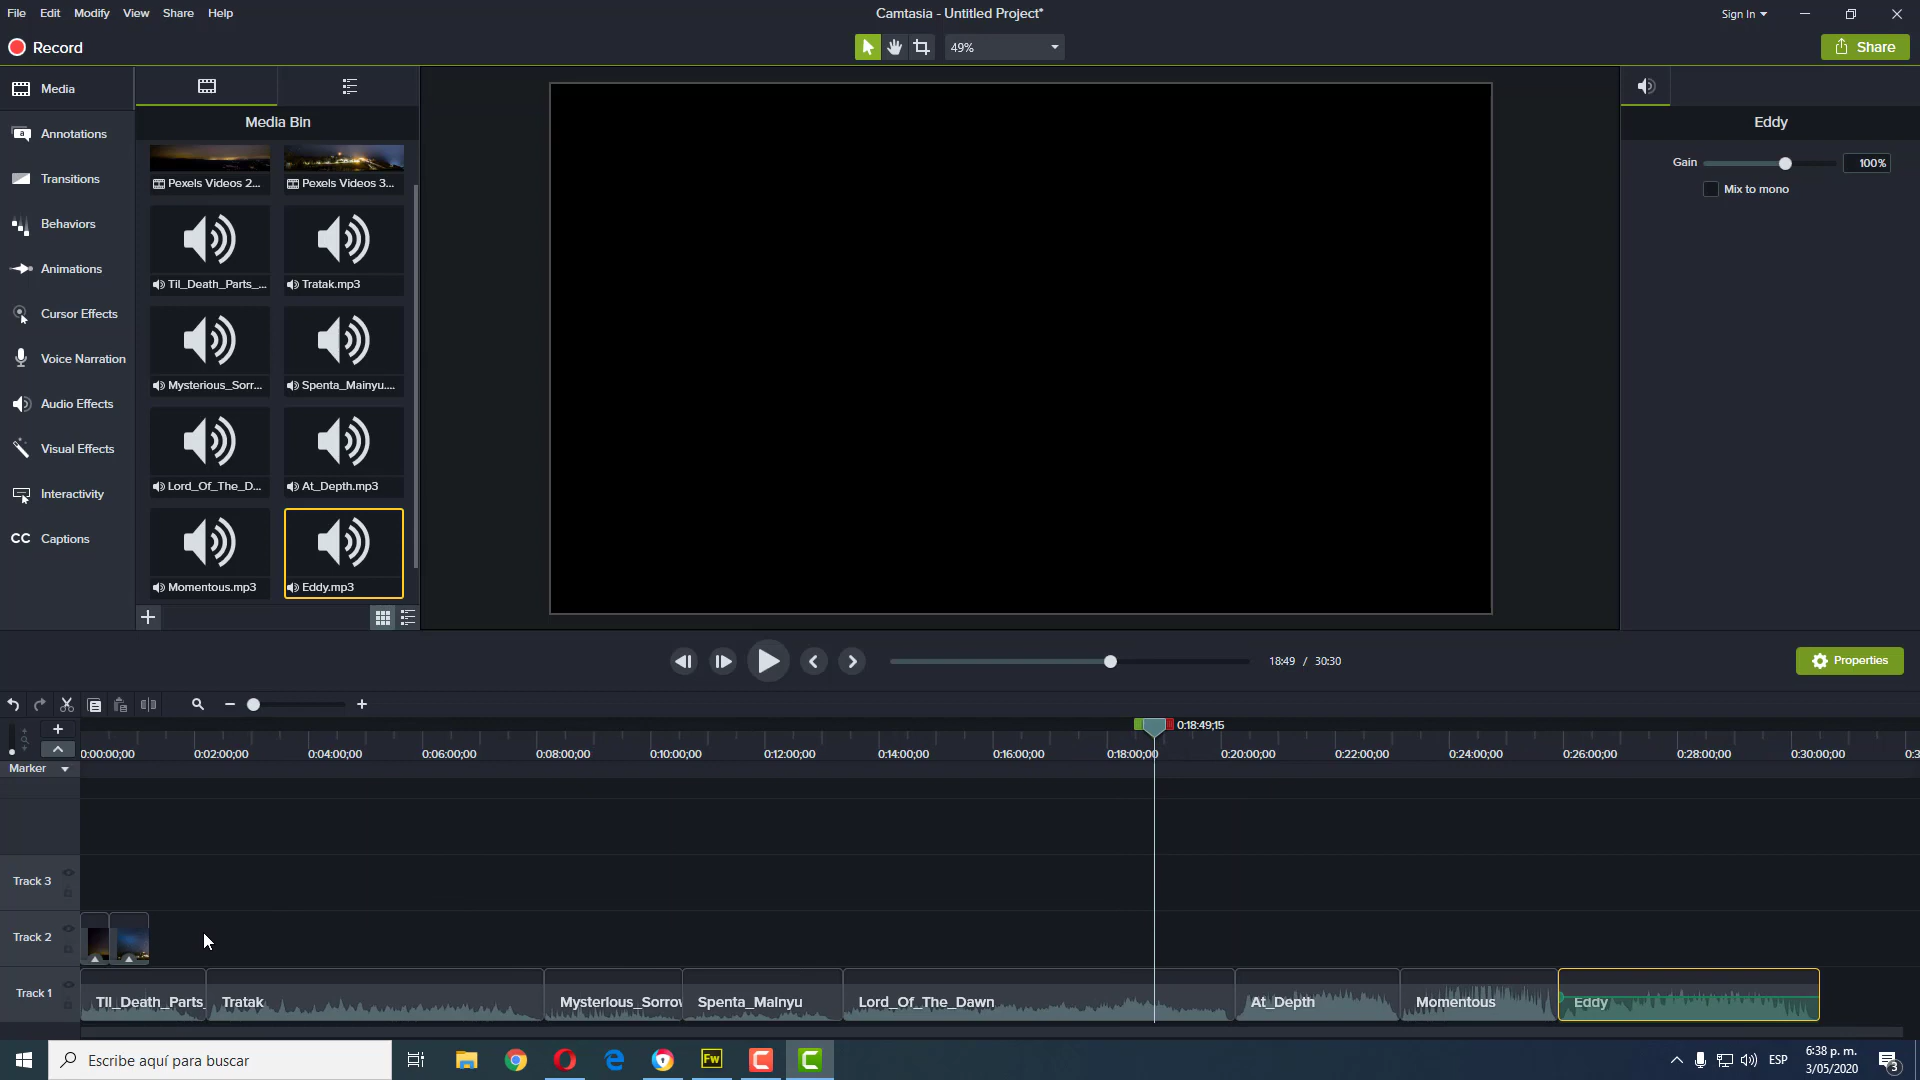 File Edit Modify View Share Help
Camtasia - Untitled Project*
Sign In
Record
49%
Share
Media
Annotations
Transitions
Behaviors
Animations
Cursor Effects
Voice Narration
Audio Effects
Visual Effects
Interactivity
CC Captions
Media Bin
Pexels Videos 2... Pexels Videos 3...
Til_Death_Parts_... Tratak.mp3
Mysterious_Sorr... Spenta_Mainyu....
Lord_Of_The_D... At_Depth.mp3
Momentous.mp3 Eddy.mp3
Eddy
Gain 100%
Mix to mono
18:49 / 30:30
Properties
0:18:49;15
0:00:00;00 0:02:00;00 0:04:00;00 0:06:00;00 0:08:00;00 0:10:00;00 0:12:00;00 0:14:00;00 0:16:00;00 0:18:00;00 0:20:00;00 0:22:00;00 0:24:00;00 0:26:00;00 0:28:00;00 0:30:00;00 0:3
Marker
Track 3
Track 2
Track 1
Til_Death_Parts_ Tratak Mysterious_Sorrow Spenta_Mainyu Lord_Of_The_Dawn At_Depth Momentous Eddy
Escribe aquí para buscar
Fw
ESP
6:38 p. m.
3/05/2020
3